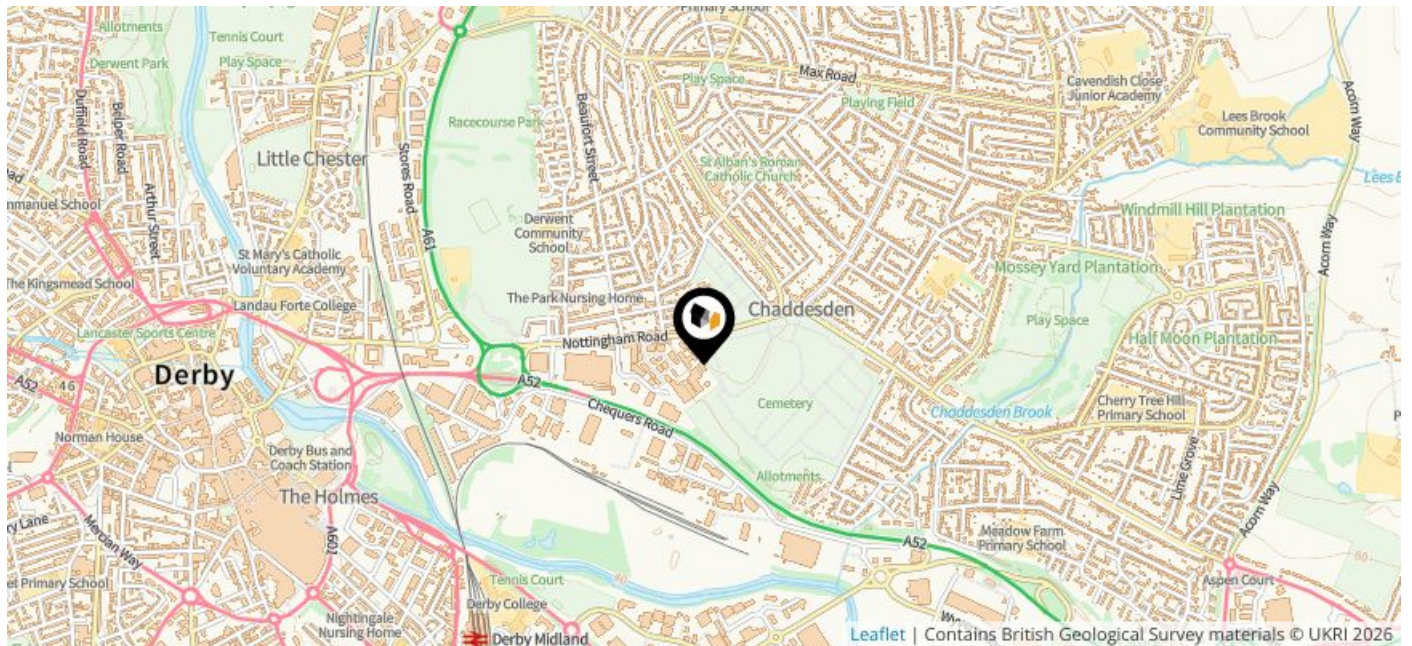 Primary School
Allotments
Tennis Court
Derwent Park
Play Space
Duffield Road
Belper Road
Max Road
Play Space
Cavendish Close
Junior Academy
Acorn Way
Playing Field
Beaufort Street
Racecourse Park
Lees Brook
Community School
Little Chester
Stores Road
St Alban's Roman
Catholic Church
Arthur Street
Windmill Hill Plantation
A61
Derwent
Community
School
Acorn Way
St Mary's Catholic
Voluntary Academy
Mossey Yard Plantation
The Kingsmead School
The Park Nursing Home
Landau Forte College
Chaddesden
80
Play Space
Lancaster Sports Centre
Nottingham Road
Half Moon Plantation
Derby
A52
46
A52
Chequers Road
Cemetery
Cherry Tree Hill
Primary School
Chaddesden Brook
Norman House
Derby Bus and
Coach Station
The Holmes
Allotments
Lime Grove
Acorn Way
A601
Mercian Way
A52
Meadow Farm
Primary School
60
Tennis Court
60
Aspen Court
Derby College
Nightingale
Nursing Home
Derby Midland
Leaflet | Contains British Geological Survey materials © UKRI 2026